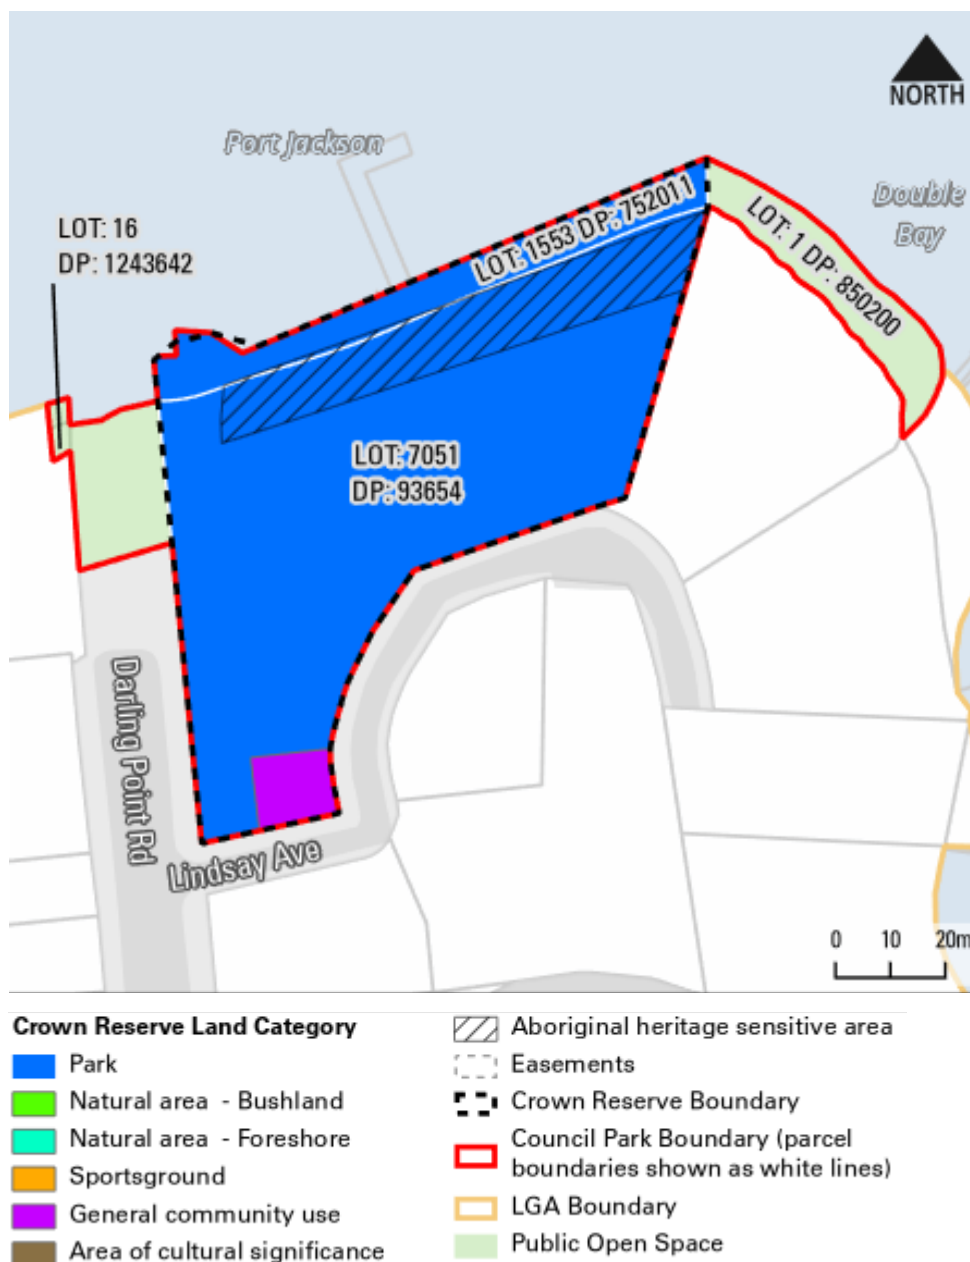 NORTH
Port Jackson
Double
Bay
LOT: 16
DP: 1243642
LOT: 1553 DP: 752011
LOT: 1 DP: 850200
LOT: 7051
DP: 93654
Darling Point Rd
Lindsay Ave
0 10 20m
Crown Reserve Land Category
Park
Natural area - Bushland
Natural area - Foreshore
Sportsground
General community use
Area of cultural significance
Aboriginal heritage sensitive area
Easements
Crown Reserve Boundary
Council Park Boundary (parcel
boundaries shown as white lines)
LGA Boundary
Public Open Space